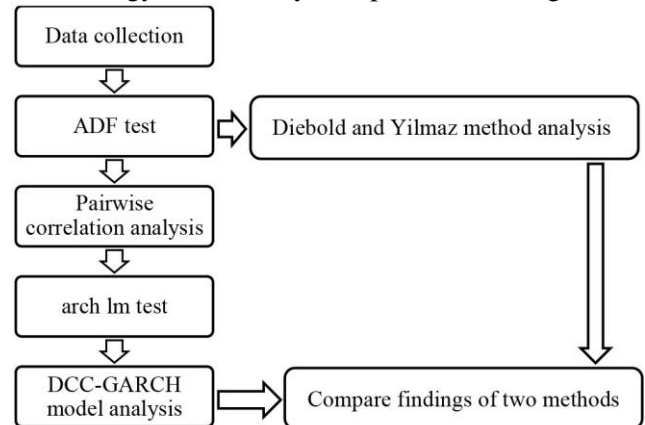 Data collection
ADF test
Diebold and Yilmaz method analysis
Pairwise
correlation analysis
arch lm test
DCC-GARCH
model analysis
Compare findings of two methods